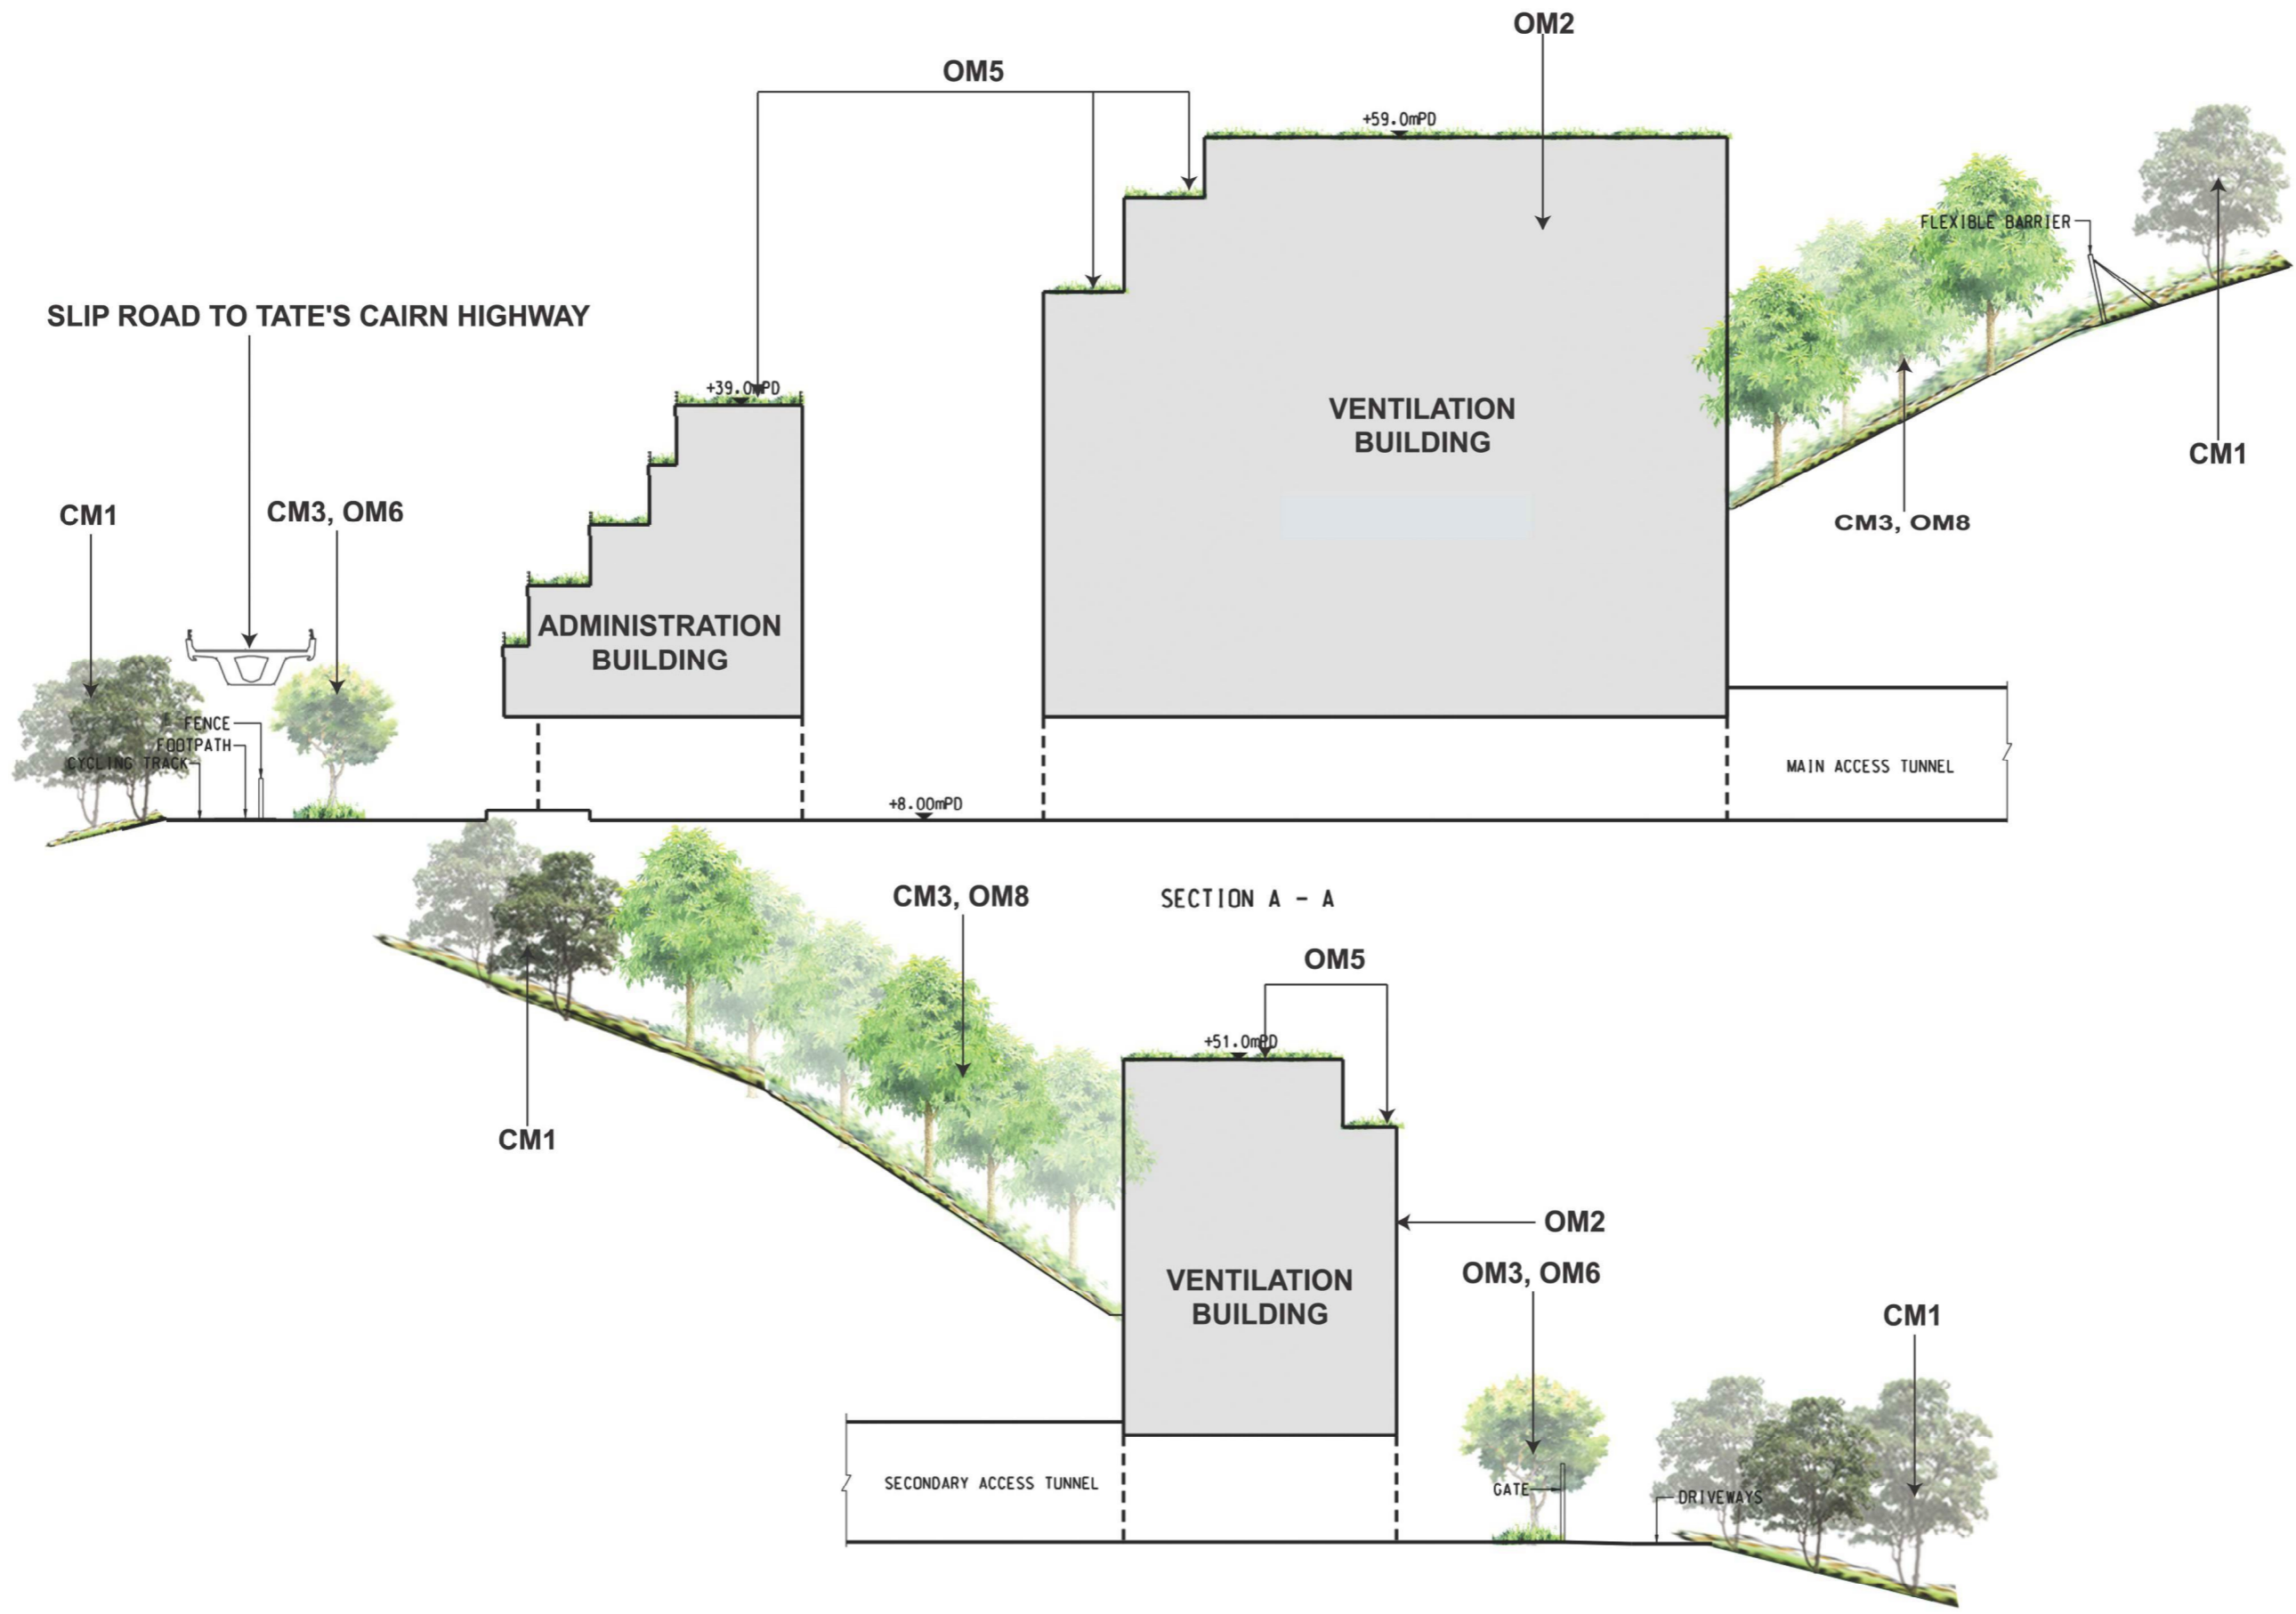 OM2
OM5
+59.0mPD
FLEXIBLE BARRIER
SLIP ROAD TO TATE'S CAIRN HIGHWAY
+39.0mPD
VENTILATION
BUILDING
CM1
CM1
CM3, OM6
CM3, OM8
ADMINISTRATION
BUILDING
FENCE
FOOTPATH
CYCLING TRACK
MAIN ACCESS TUNNEL
+8.00mPD
CM3, OM8
SECTION A - A
OM5
+51.0mPD
CM1
OM2
OM3, OM6
VENTILATION
BUILDING
CM1
SECONDARY ACCESS TUNNEL
GATE
DRIVEWAYS